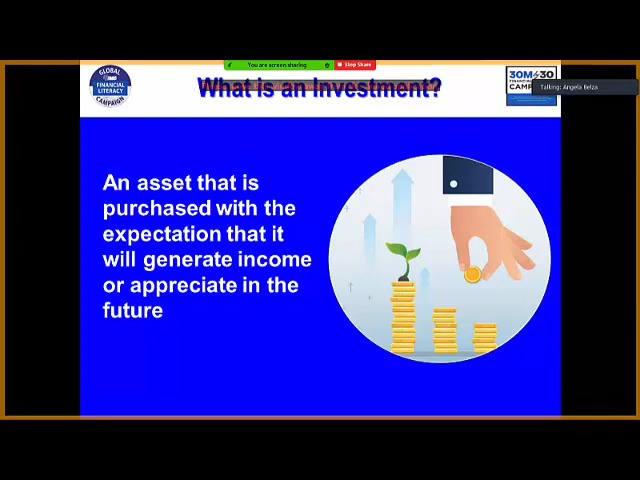 You are screen sharing
Stop Share
GLOBAL
FINANCIAL
LITERACY
CAMPAIGN
What is an Investment?
30M 30
FINANCIAL
CAMP
Talking: Angela Belza
An asset that is
purchased with the
expectation that it
will generate income
or appreciate in the
future